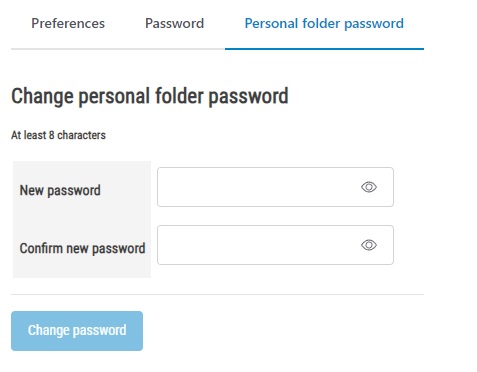 Preferences Password Personal folder password
Change personal folder password
At least 8 characters
New password
Confirm new password
Change password